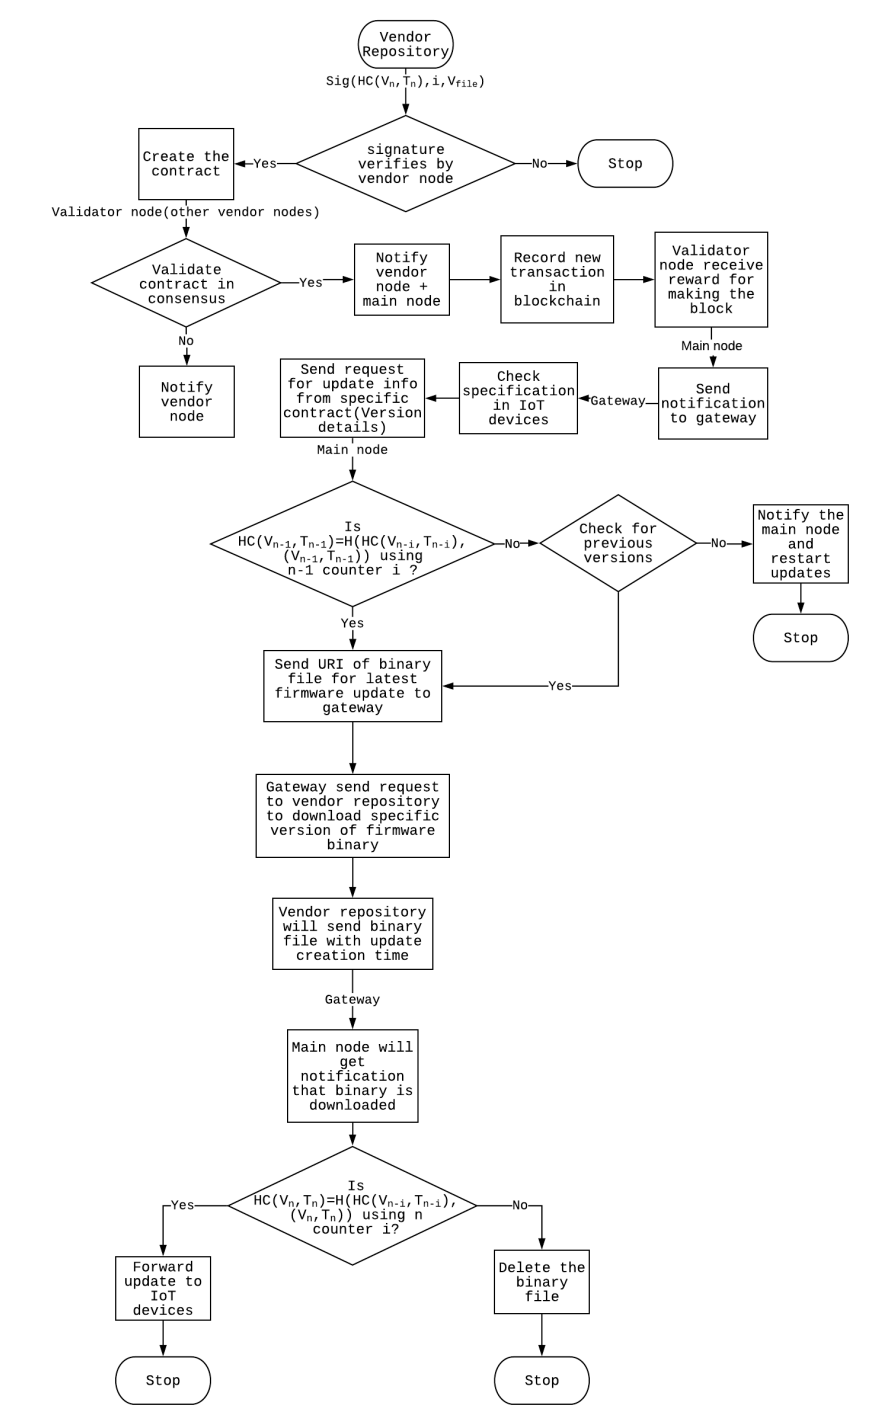 Vendor
Repository
Sig(HC(Vn,Tn),i,Vfile)
signature
verifies by
vendor node
Yes
No
Stop
Create the
contract
Validator node(other vendor nodes)
Validate
contract in
consensus
Yes
No
Notify
vendor
node
Notify
vendor
node +
main node
Record new
transaction
in
blockchain
Validator
node receive
reward for
making the
block
Main node
Send
notification
to gateway
Gateway
Check
specification
in IoT
devices
Send request
for update info
from specific
contract(Version
details)
Main node
Is
HC(Vn-1,Tn-1)=H(HC(Vn-i,Tn-i),
(Vn-1,Tn-1)) using
n-1 counter i ?
No
Check for
previous
versions
No
Notify the
main node
and
restart
updates
Stop
Yes
Yes
Send URI of binary
file for latest
firmware update to
gateway
Gateway send request
to vendor repository
to download specific
version of firmware
binary
Vendor repository
will send binary
file with update
creation time
Gateway
Main node will
get
notification
that binary is
downloaded
Is
HC(Vn,Tn)=H(HC(Vn-i,Tn-i),
(Vn,Tn)) using n
counter i?
Yes
No
Forward
update to
IoT
devices
Stop
Delete the
binary
file
Stop